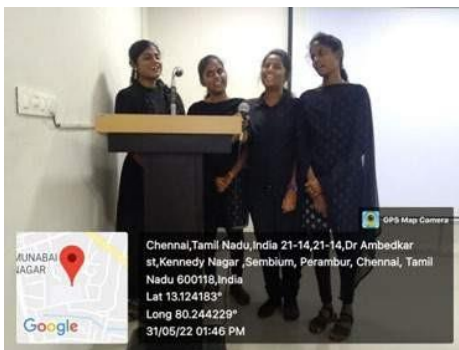 GPS Map Camera
MUNABAI
NAGAR
Google
Chennai,Tamil Nadu,India 21-14,21-14,Dr Ambedkar
st,Kennedy Nagar ,Sembium, Perambur, Chennai, Tamil
Nadu 600118,India
Lat 13.124183°
Long 80.244229°
31/05/22 01:46 PM